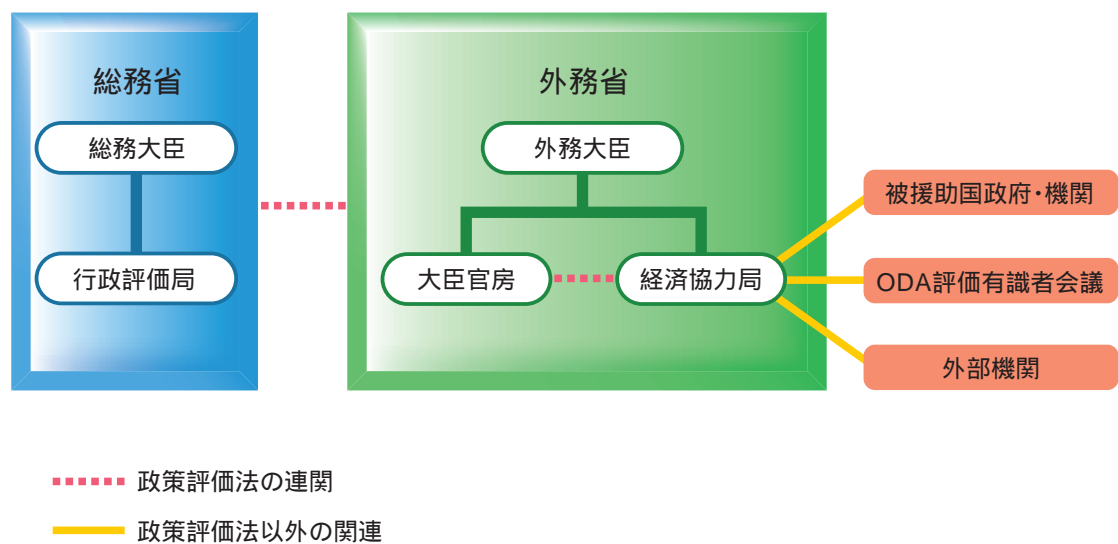 総務省
総務大臣
行政評価局
外務省
外務大臣
大臣官房
経済協力局
被援助国政府・機関
ODA評価有識者会議
外部機関
政策評価法の連関
政策評価法以外の関連